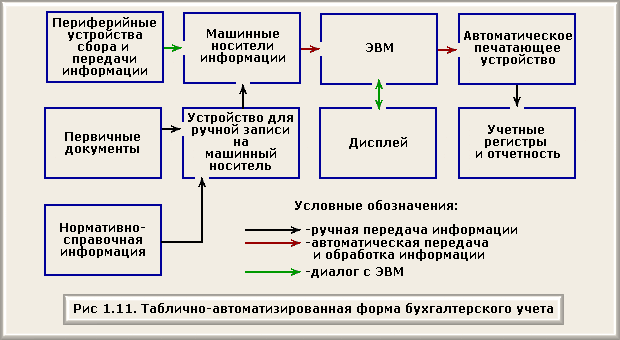 Периферийные
устройства
сбора и
передачи
информации
Машинные
носители
информации
ЭВМ
Автоматическое
печатающее
устройство
Первичные
документы
Устройство для
ручной записи
на
машинный
носитель
Дисплей
Учетные
регистры
и отчетность
Нормативно-
справочная
информация
Условные обозначения:
-ручная передача информации
-автоматическая передача
и обработка информации
-диалог с ЭВМ
Рис 1.11. Таблично-автоматизированная форма бухгалтерского учета